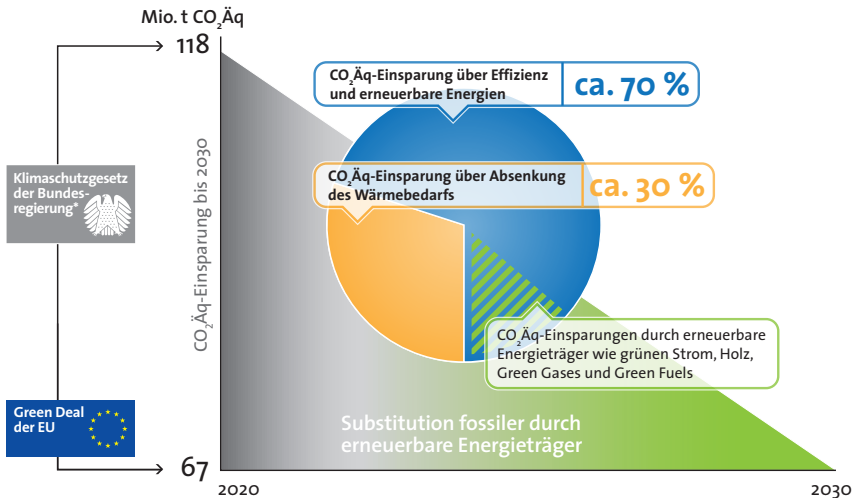 Mio. t CO₂Äq
118
CO₂Äq-Einsparung über Effizienz
und erneuerbare Energien
ca. 70 %
CO₂Äq-Einsparung über Absenkung
des Wärmebedarfs
ca. 30 %
Klimaschutzgesetz
der Bundes-
regierung*
CO₂Äq-Einsparung bis 2030
CO₂Äq-Einsparungen durch erneuerbare
Energieträger wie grünen Strom, Holz,
Green Gases und Green Fuels
Green Deal
der EU
Substitution fossiler durch
erneuerbare Energieträger
67
2020
2030